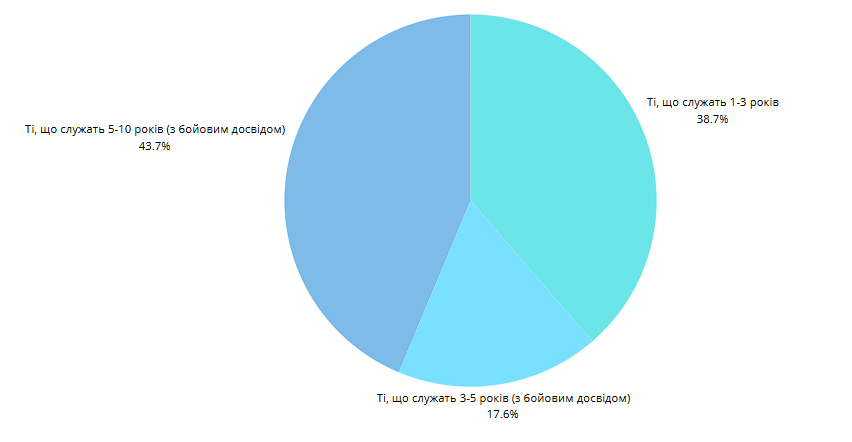 Ті, що служать 1-3 років
38.7%
Ті, що служать 5-10 років (з бойовим досвідом)
43.7%
Ті, що служать 3-5 років (з бойовим досвідом)
17.6%